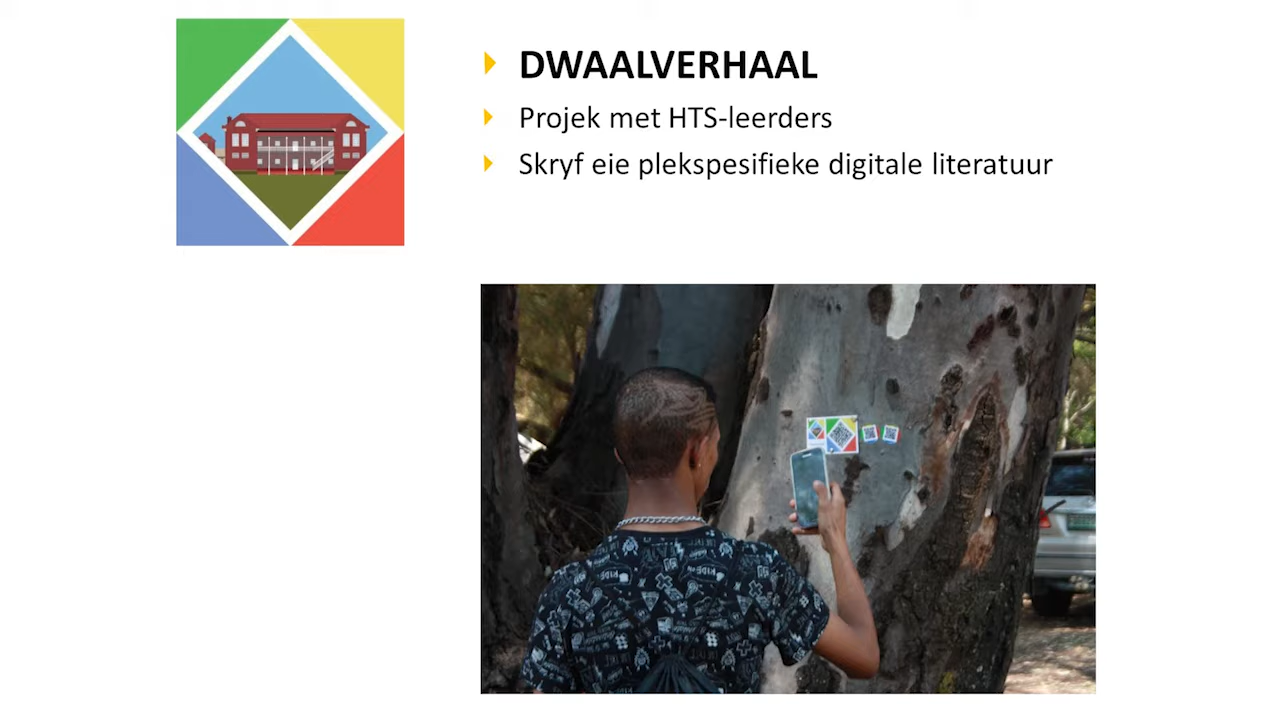 DWAALVERHAAL
Projek met HTS-leerders
Skryf eie plekspesifieke digitale literatuur